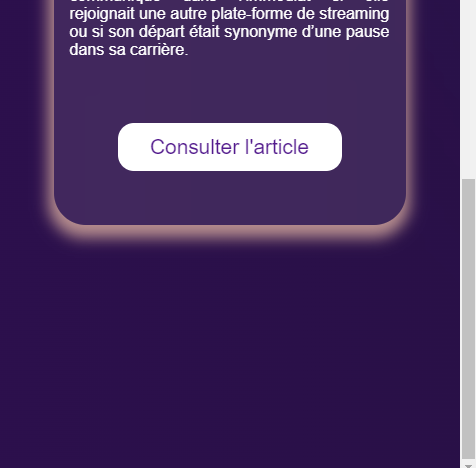 rejoignait une autre plate-forme de streaming
ou si son départ était synonyme d’une pause
dans sa carrière.
Consulter l'article